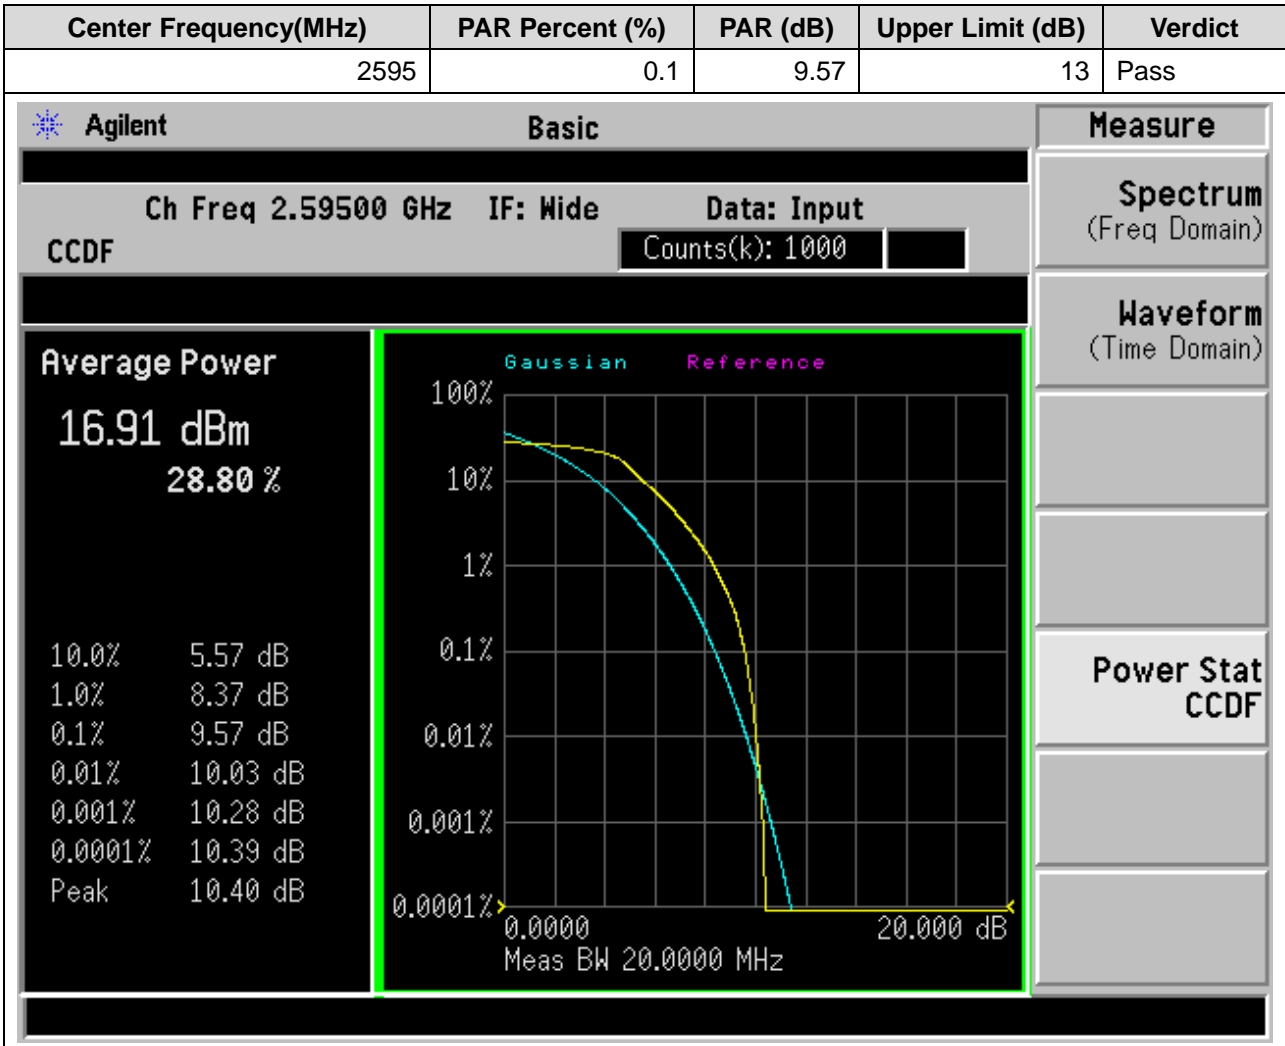 Center Frequency(MHz) PAR Percent (%) PAR (dB) Upper Limit (dB) Verdict
2595 0.1 9.57 13 Pass
Agilent Basic Measure
Ch Freq 2.59500 GHz IF: Wide Data: Input
CCDF Counts(k): 1000
Spectrum
(Freq Domain)
Waveform
(Time Domain)
Power Stat
CCDF
Average Power
16.91 dBm
28.80 %
10.0% 5.57 dB
1.0% 8.37 dB
0.1% 9.57 dB
0.01% 10.03 dB
0.001% 10.28 dB
0.0001% 10.39 dB
Peak 10.40 dB
Gaussian Reference
100%
10%
1%
0.1%
0.01%
0.001%
0.0001%
0.0000 20.000 dB
Meas BW 20.0000 MHz